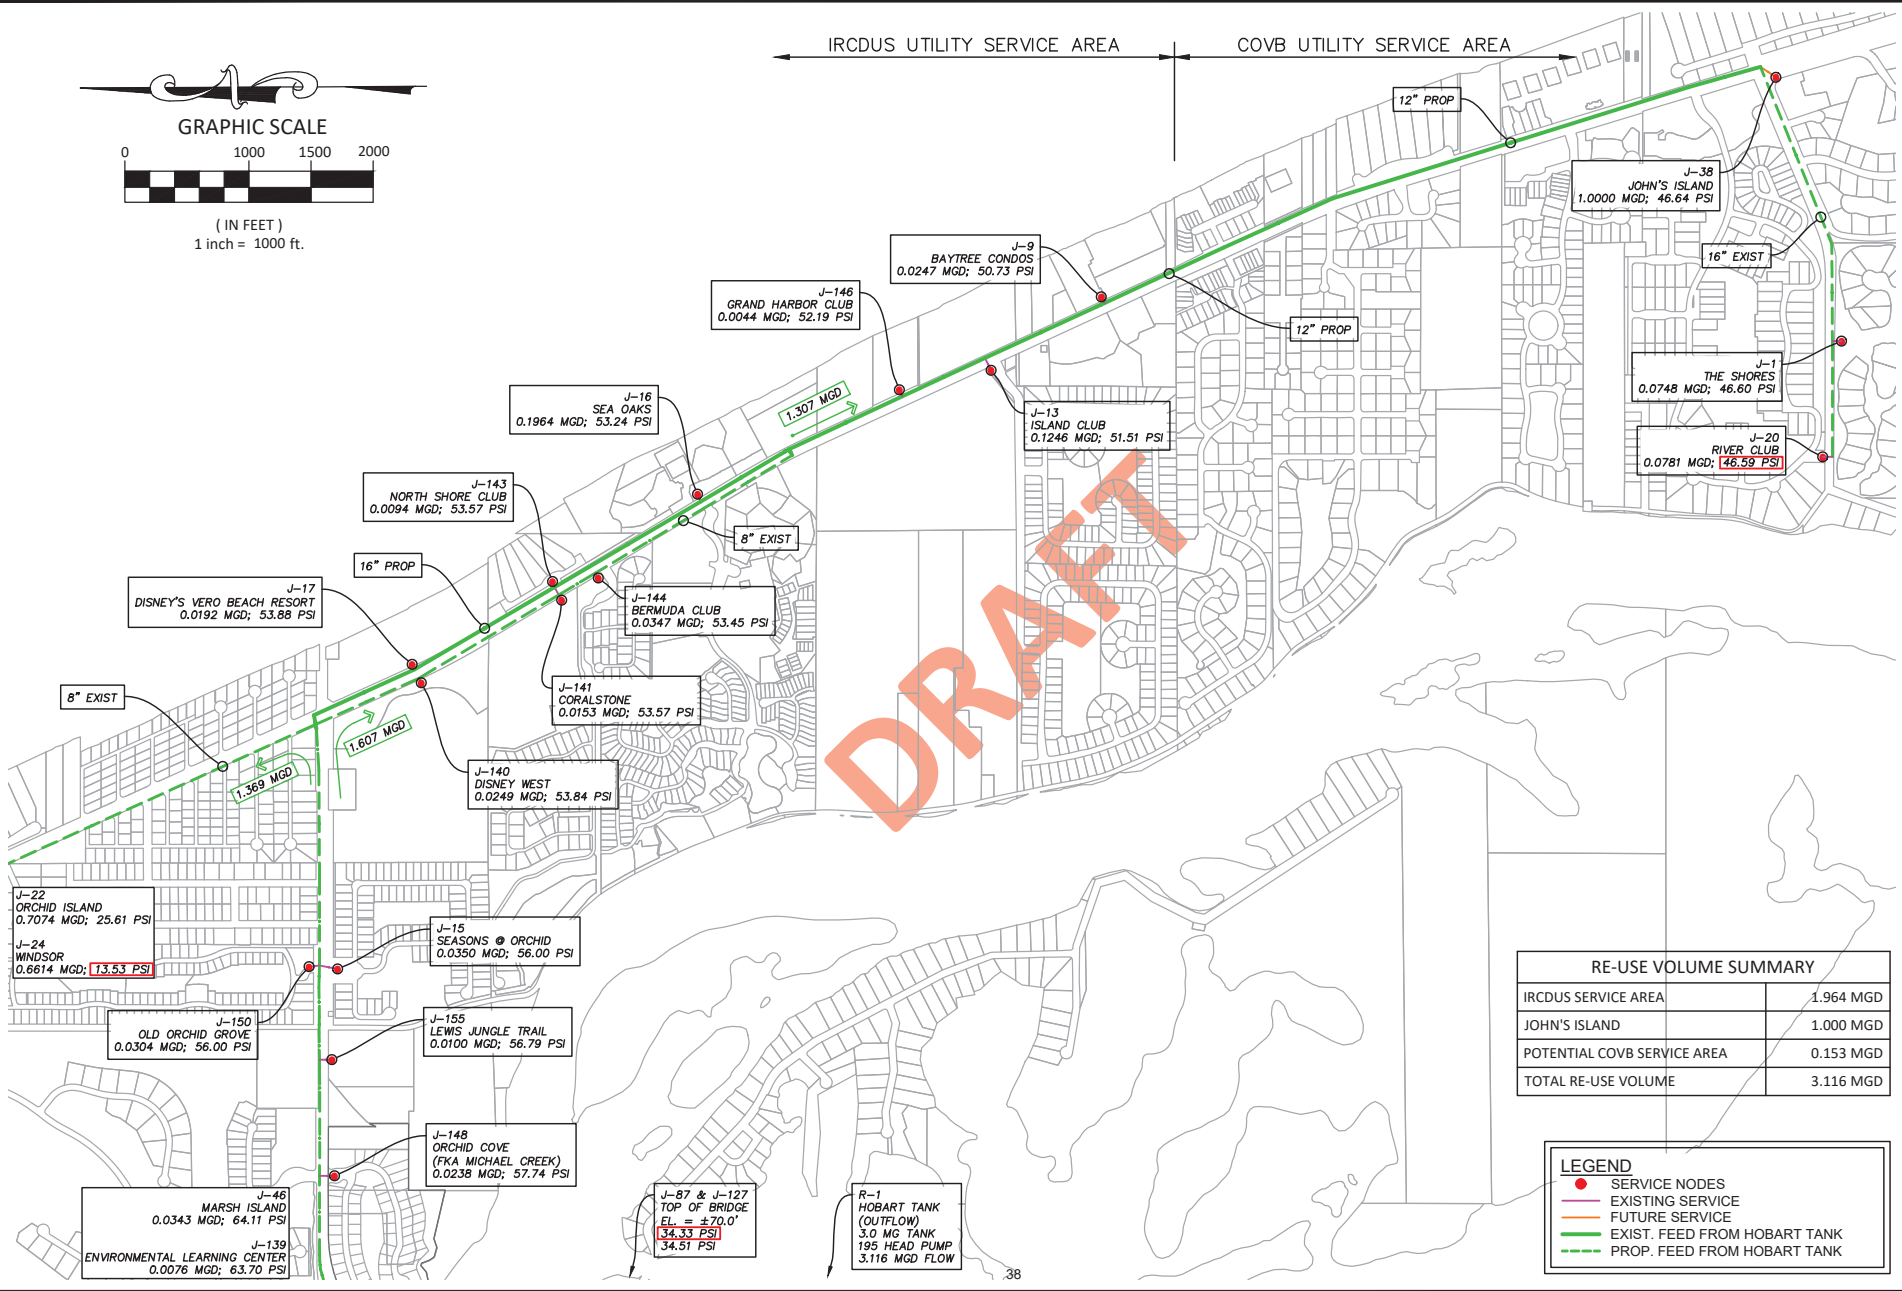 IRCDUS UTILITY SERVICE AREA
COVB UTILITY SERVICE AREA
N
GRAPHIC SCALE
0 1000 1500 2000
( IN FEET )
1 inch = 1000 ft.
12" PROP
J-38
JOHN'S ISLAND
1.0000 MGD; 46.64 PSI
16" EXIST
J-9
BAYTREE CONDOS
0.0247 MGD; 50.73 PSI
J-146
GRAND HARBOR CLUB
0.0044 MGD; 52.19 PSI
12" PROP
J-1
THE SHORES
0.0748 MGD; 46.60 PSI
J-16
SEA OAKS
0.1964 MGD; 53.24 PSI
1.307 MGD
J-13
ISLAND CLUB
0.1246 MGD; 51.51 PSI
J-20
RIVER CLUB
0.0781 MGD; 46.59 PSI
J-143
NORTH SHORE CLUB
0.0094 MGD; 53.57 PSI
8" EXIST
16" PROP
J-17
DISNEY'S VERO BEACH RESORT
0.0192 MGD; 53.88 PSI
J-144
BERMUDA CLUB
0.0347 MGD; 53.45 PSI
DRAFT
8" EXIST
J-141
CORALSTONE
0.0153 MGD; 53.57 PSI
1.607 MGD
1.369 MGD
J-140
DISNEY WEST
0.0249 MGD; 53.84 PSI
J-22
ORCHID ISLAND
0.7074 MGD; 25.61 PSI
J-24
WINDSOR
0.6614 MGD; 13.53 PSI
J-15
SEASONS @ ORCHID
0.0350 MGD; 56.00 PSI
J-150
OLD ORCHID GROVE
0.0304 MGD; 56.00 PSI
J-155
LEWIS JUNGLE TRAIL
0.0100 MGD; 56.79 PSI
J-148
ORCHID COVE
(FKA MICHAEL CREEK)
0.0238 MGD; 57.74 PSI
J-46
MARSH ISLAND
0.0343 MGD; 64.11 PSI
J-139
ENVIRONMENTAL LEARNING CENTER
0.0076 MGD; 63.70 PSI
J-87 & J-127
TOP OF BRIDGE
EL. = ±70.0'
34.33 PSI
34.51 PSI
R-1
HOBART TANK
(OUTFLOW)
3.0 MG TANK
195 HEAD PUMP
3.116 MGD FLOW
38
RE-USE VOLUME SUMMARY
IRCDUS SERVICE AREA 1.964 MGD
JOHN'S ISLAND 1.000 MGD
POTENTIAL COVB SERVICE AREA 0.153 MGD
TOTAL RE-USE VOLUME 3.116 MGD
LEGEND
SERVICE NODES
EXISTING SERVICE
FUTURE SERVICE
EXIST. FEED FROM HOBART TANK
PROP. FEED FROM HOBART TANK